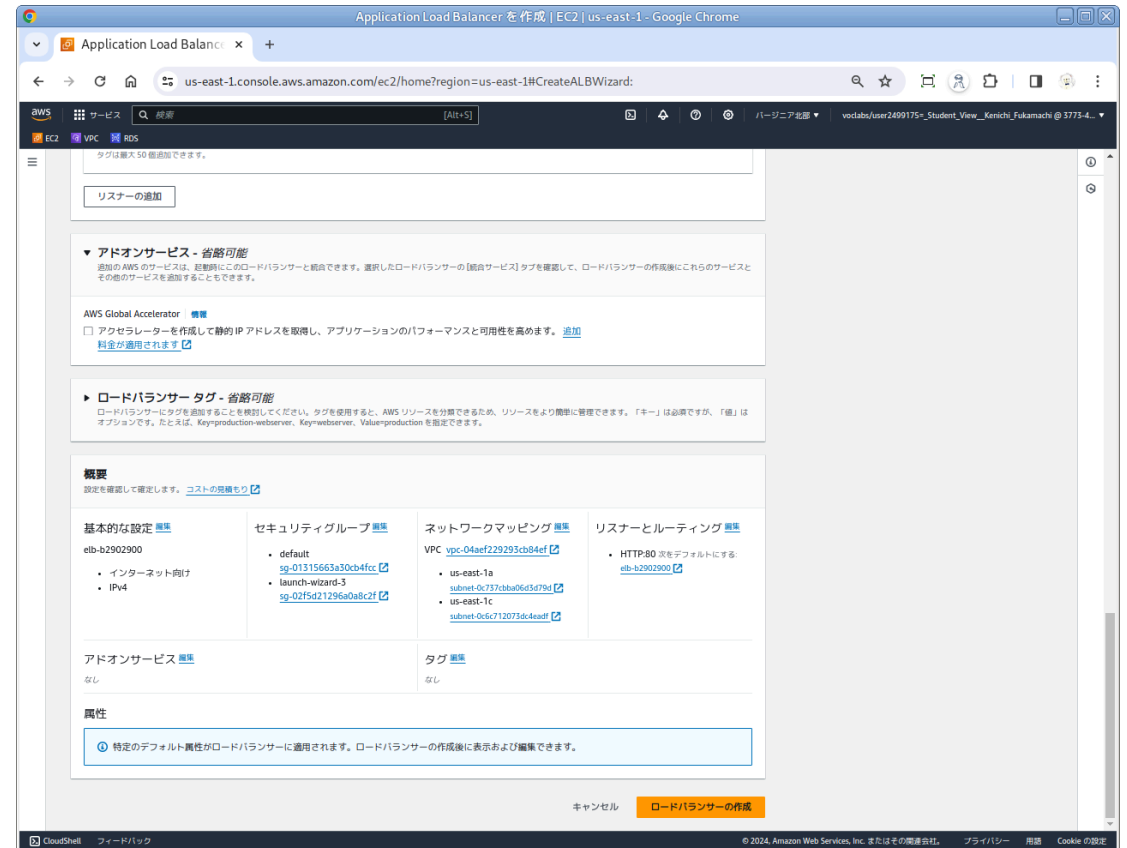 Application Load Balancer を作成 | EC2 | us-east-1 - Google Chrome
Application Load Balance
us-east-1.console.aws.amazon.com/ec2/home?region=us-east-1#CreateALBWizard:
aws サービス 検索 [Alt+S] バージニア北部 ▼ voclabs/user2499175=_Student_View__Kenichi_Fukamachi @ 3773-4... ▼
EC2 VPC RDS
タグは最大 50 個追加できます。
リスナーの追加
▼ アドオンサービス - 省略可能
追加の AWS のサービスは、起動時にこのロードバランサーと統合できます。選択したロードバランサーの [統合サービス] タブを確認して、ロードバランサーの作成後にこれらのサービスと
その他のサービスを追加することもできます。
AWS Global Accelerator 情報
アクセラレーターを作成して静的 IP アドレスを取得し、アプリケーションのパフォーマンスと可用性を高めます。 追加
料金が適用されます
▶ ロードバランサー タグ - 省略可能
ロードバランサーにタグを追加することを検討してください。タグを使用すると、AWS リソースを分類できるため、リソースをより簡単に管理できます。「キー」は必須ですが、「値」は
オプションです。たとえば、Key=production-webserver、Key=webserver、Value=production を指定できます。
概要
設定を確認して確定します。 コストの見積もり
基本的な設定 編集
elb-b2902900
• インターネット向け
• IPv4
セキュリティグループ 編集
• default
sg-01315663a30cb4fcc
• launch-wizard-3
sg-02f5d21296a0a8c2f
ネットワークマッピング 編集
VPC vpc-04aef229293cb84ef
• us-east-1a
subnet-0c737cbba06d3d79d
• us-east-1c
subnet-0c6c712073dc4eadf
リスナーとルーティング 編集
• HTTP:80 次をデフォルトにする:
elb-b2902900
アドオンサービス 編集
なし
タグ 編集
なし
属性
特定のデフォルト属性がロードバランサーに適用されます。ロードバランサーの作成後に表示および編集できます。
キャンセル ロードバランサーの作成
CloudShell フィードバック © 2024, Amazon Web Services, Inc. またはその関連会社。 プライバシー 用語 Cookie の設定